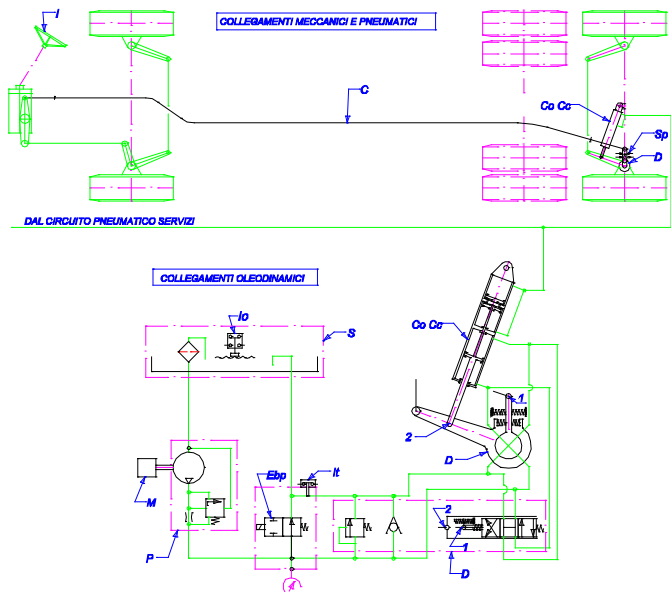 I
COLLEGAMENTI MECCANICI E PNEUMATICI
C
Co Cc
Sp
D
DAL CIRCUITO PNEUMATICO SERVIZI
COLLEGAMENTI OLEODINAMICI
Io
S
Co Cc
1
2
D
Ebp
It
M
2
1
P
D